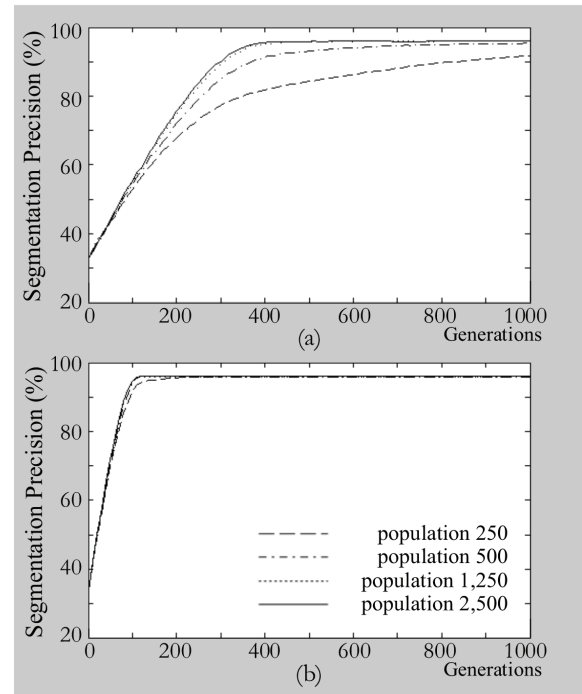 Segmentation Precision (%)
100
80
60
40
20
0 200 400 600 800 1000
(a)
Generations
Segmentation Precision (%)
100
80
60
40
20
population 250
population 500
population 1,250
population 2,500
0 200 400 600 800 1000
(b)
Generations